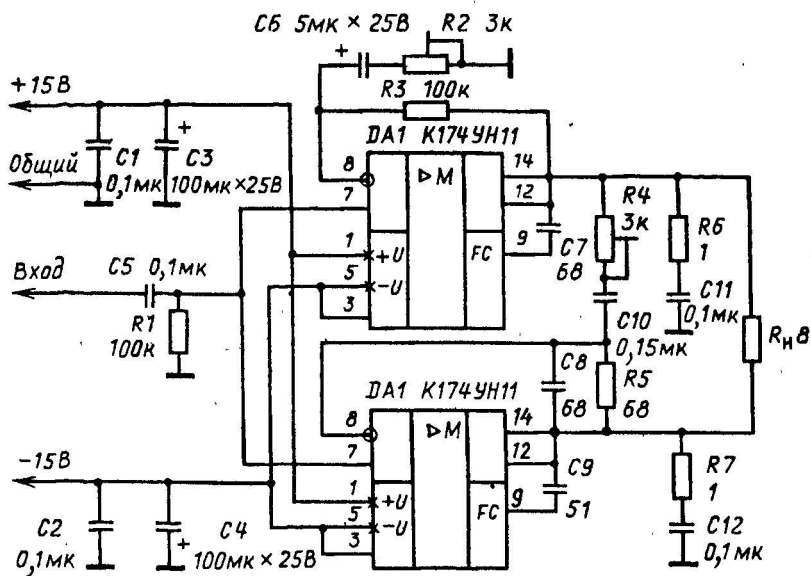 C6 5мк × 25В R2 3к
+15В
R3 100к
DA1 К174УН11
C1
0,1мк
C3
100мк×25В
Общий
8
7
1
5
3
▷M
+U
-U
FC
14
12
9
R4
3к
C7
68
R6
1
C11
0,1мк
Вход
C5 0,1мк
R1
100к
C10
0,15мк
Rн8
C8
68
R5
68
DA1 К174УН11
8
7
1
5
3
▷M
+U
-U
FC
14
12
9
C9
51
R7
1
C12
0,1мк
-15В
C2
0,1мк
C4
100мк×25В